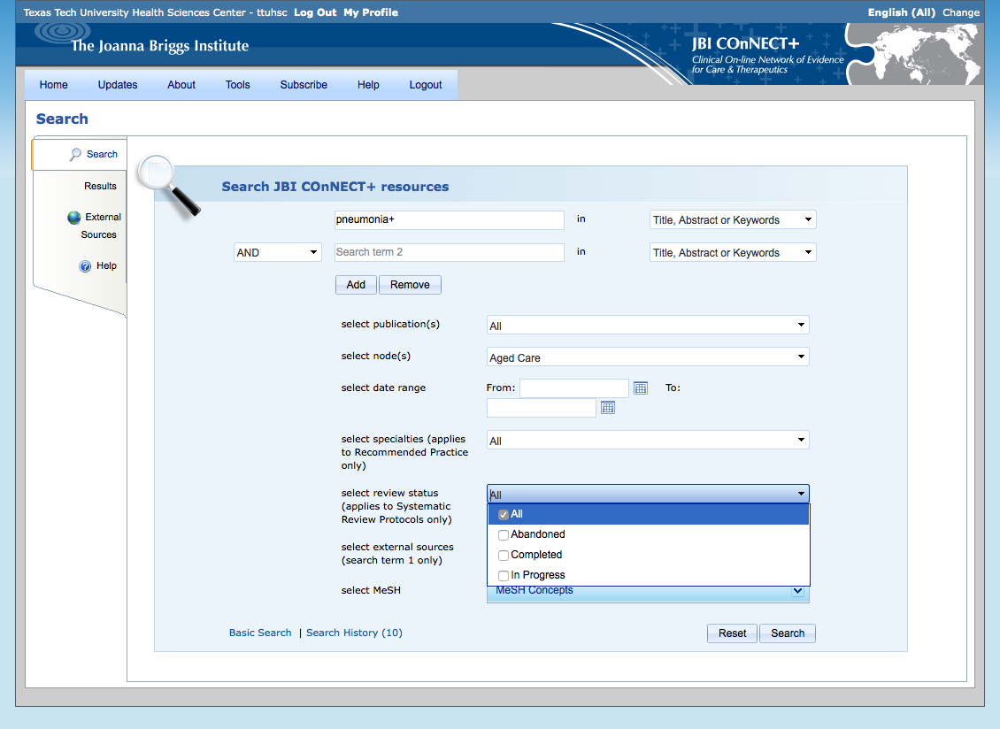 Texas Tech University Health Sciences Center - ttuhsc Log Out My Profile English (All) Change
The Joanna Briggs Institute
JBI COnNECT+
Clinical On-line Network of Evidence
for Care & Therapeutics
Home Updates About Tools Subscribe Help Logout
Search
Search
Results
External
Sources
Help
Search JBI COnNECT+ resources
pneumonia+ in Title, Abstract or Keywords
AND Search term 2 in Title, Abstract or Keywords
Add Remove
select publication(s) All
select node(s) Aged Care
select date range From: To:
select specialties (applies All
to Recommended Practice
only)
select review status All
(applies to Systematic
Review Protocols only)
All
Abandoned
Completed
In Progress
select external sources
(search term 1 only)
select MeSH MeSH Concepts
Basic Search | Search History (10) Reset Search